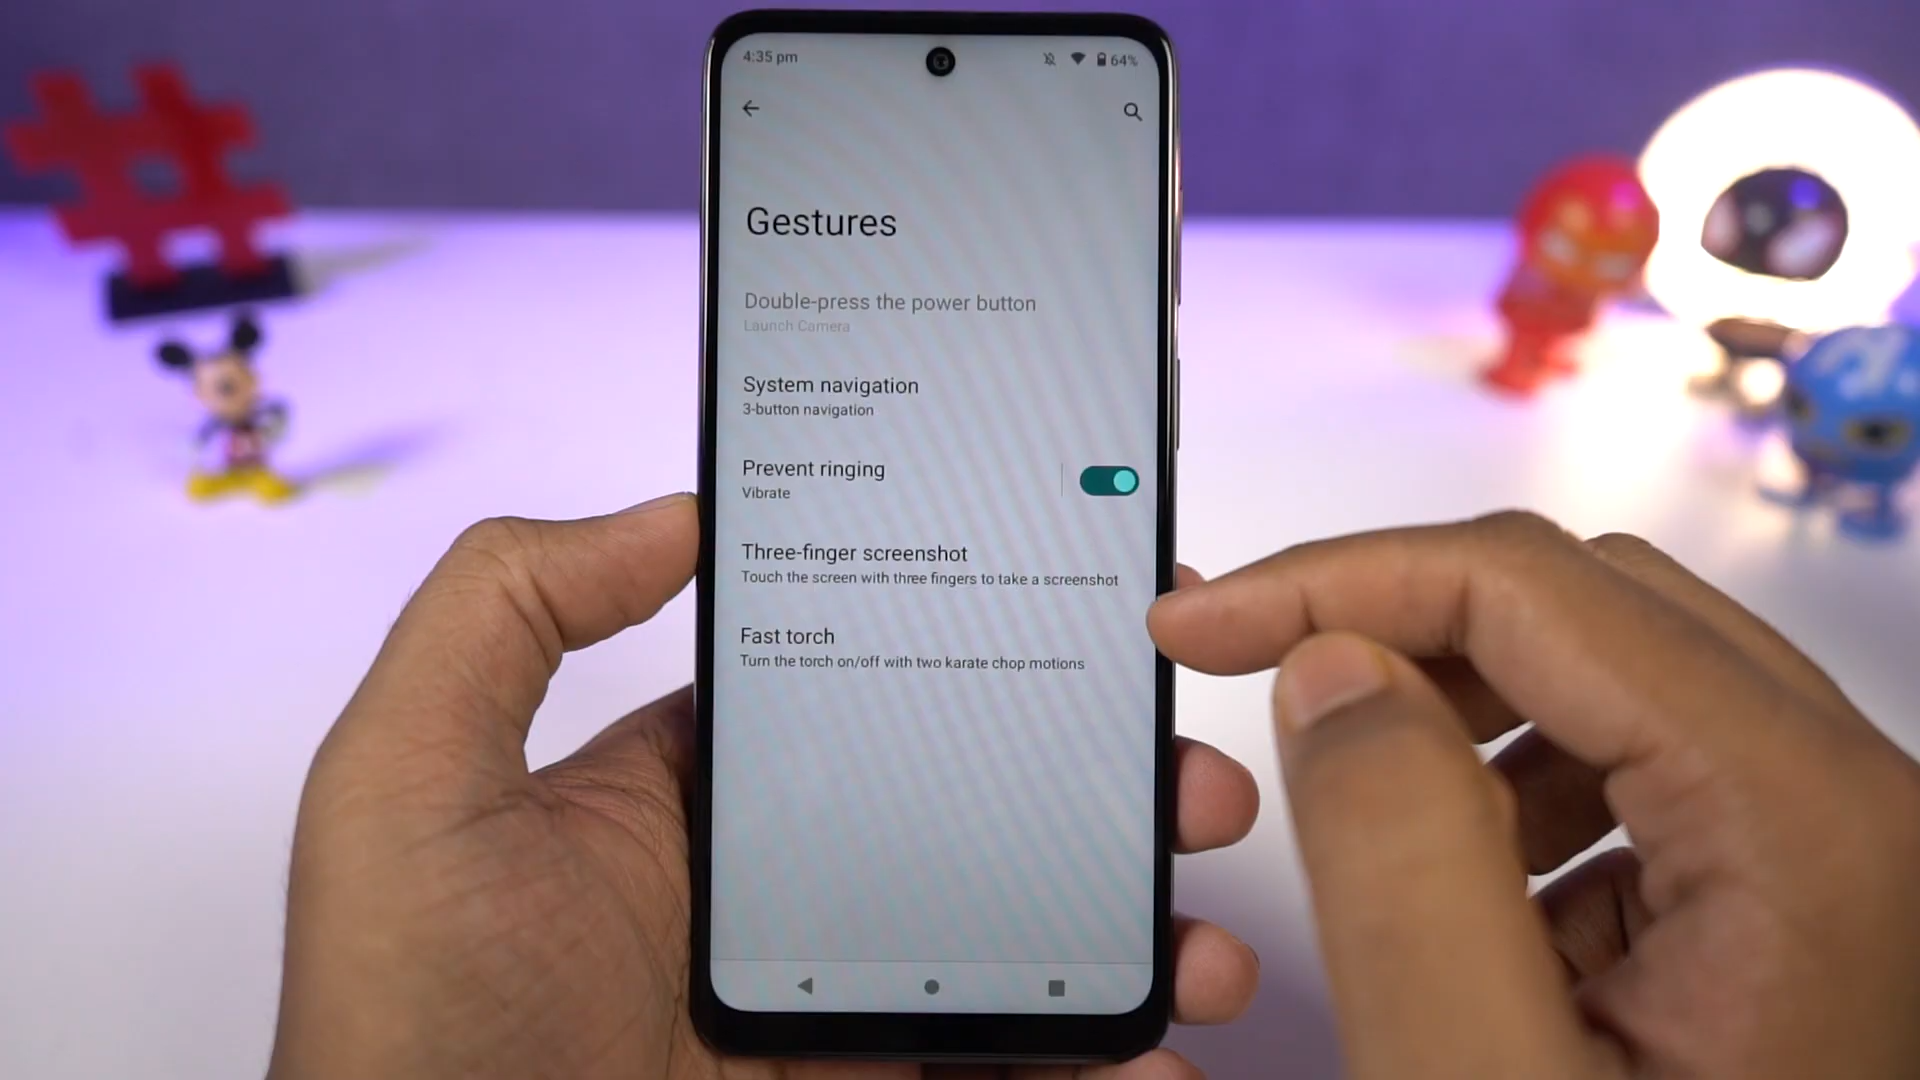 4:35 pm
64%
Gestures
Double-press the power button
Launch Camera
System navigation
3-button navigation
Prevent ringing
Vibrate
Three-finger screenshot
Touch the screen with three fingers to take a screenshot
Fast torch
Turn the torch on/off with two karate chop motions